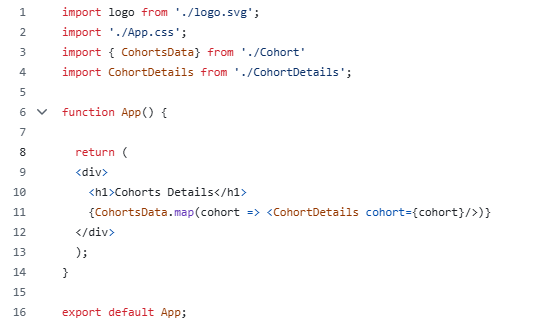 1 import logo from './logo.svg';
2 import './App.css';
3 import { CohortsData} from './Cohort'
4 import CohortDetails from './CohortDetails';
5
6 function App() {
7
8 return (
9 <div>
10 <h1>Cohorts Details</h1>
11 {CohortsData.map(cohort => <CohortDetails cohort={cohort}/>)}
12 </div>
13 );
14 }
15
16 export default App;